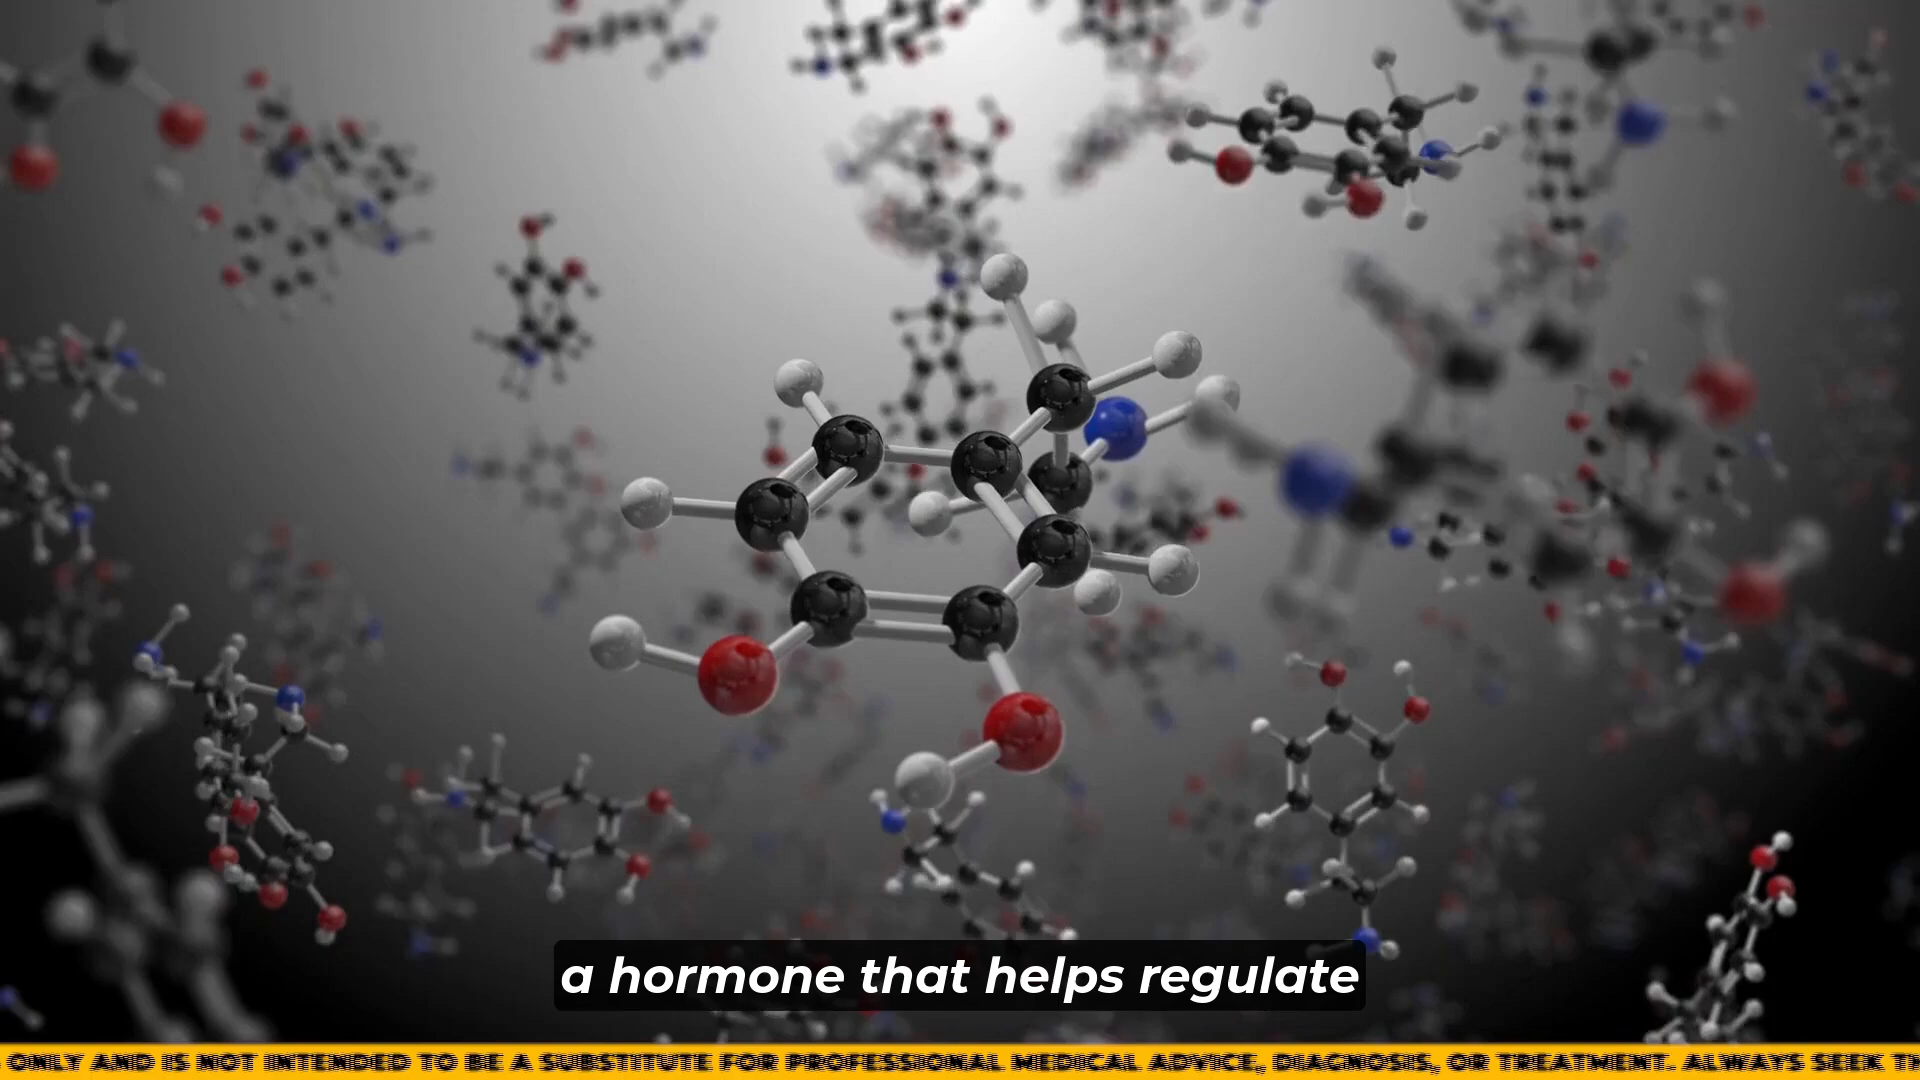 a hormone that helps regulate
ONLY AND IS NOT INTENDED TO BE A SUBSTITUTE FOR PROFESSIONAL MEDICAL ADVICE, DIAGNOSIS, OR TREATMENT. ALWAYS SEEK